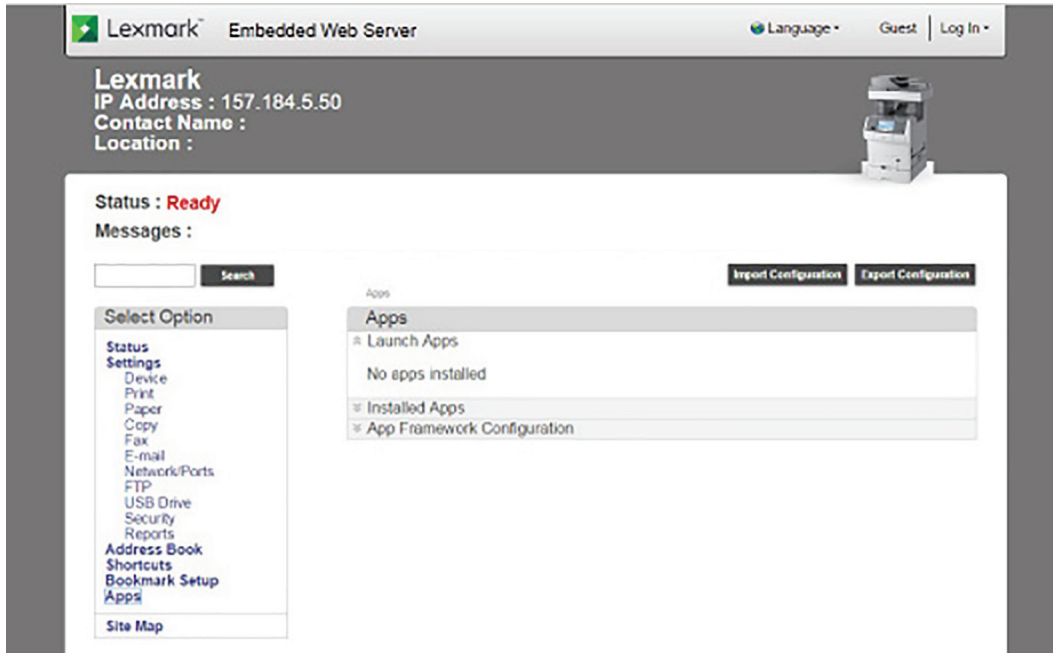 Lexmark™ Embedded Web Server Language Guest Log In
Lexmark
IP Address : 157.184.5.50
Contact Name :
Location :
Status : Ready
Messages :
Search Import Configuration Export Configuration
Apps
Select Option
Apps
Launch Apps
No apps installed
Installed Apps
App Framework Configuration
Status
Settings
Device
Print
Paper
Copy
Fax
E-mail
Network/Ports
FTP
USB Drive
Security
Reports
Address Book
Shortcuts
Bookmark Setup
Apps
Site Map